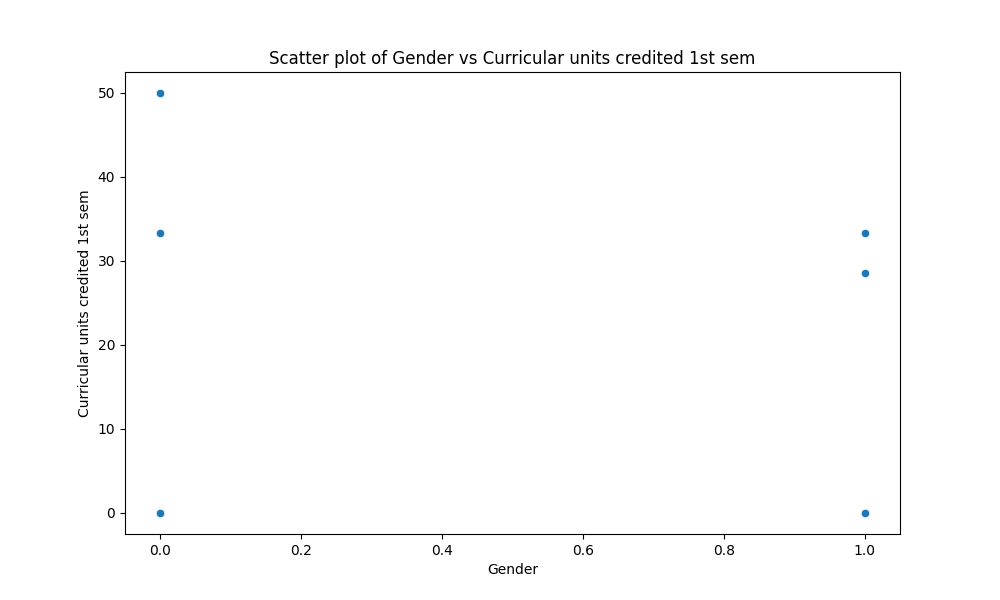 Scatter plot of Gender vs Curricular units credited 1st sem
Curricular units credited 1st sem
50
40
30
20
10
0
0.0 0.2 0.4 0.6 0.8 1.0
Gender